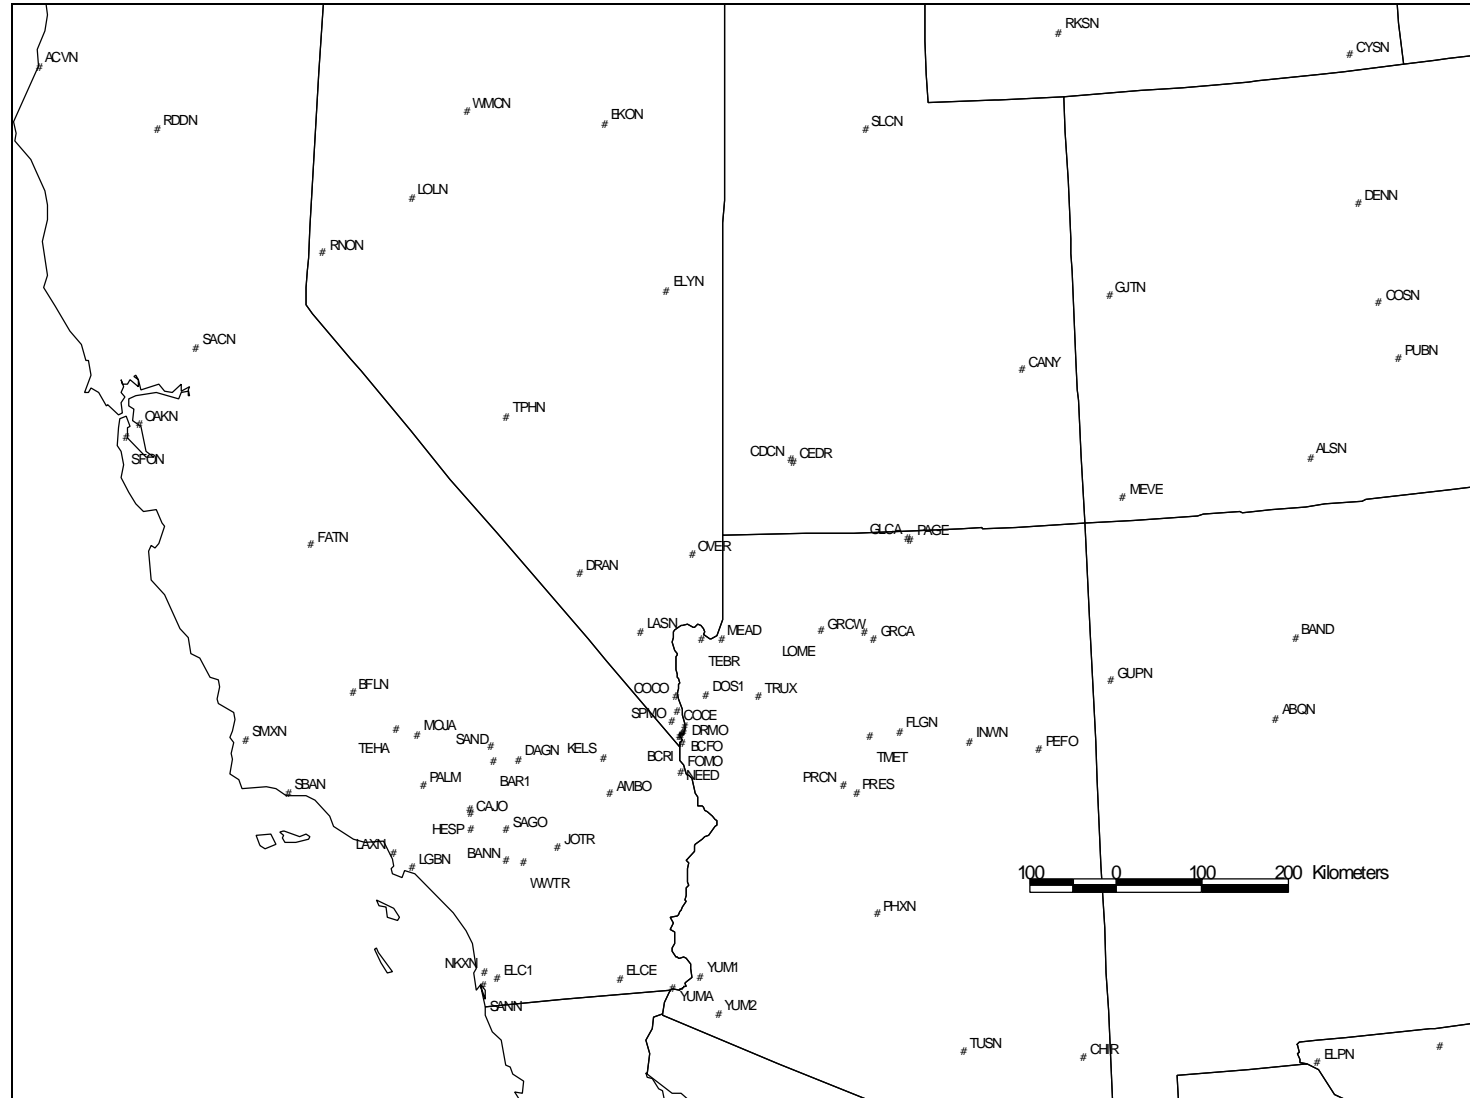 RKSN
CYSN
ACVN
WMCN
EKON
RDDN
SLCN
LOLN
DENN
RNON
ELYN
GJTN
COSN
SACN
PUBN
CANY
TPHN
OAKN
SFON
CDCN
CEDR
ALSN
MEVE
FATN
GLCA
PAGE
OVER
DRAN
LASN
MEAD
GRCW
GRCA
BAND
LOME
TEBR
BFLN
COCO
DOS1
TRUX
GUPN
SPMO
COCE
ABQN
MOJA
FLGN
SMXN
DRMO
INWN
TEHA
SAND
DAGN
KELS
BCRI
BCFO
FOMO
TMET
PEFO
NEED
PALM
BAR1
SBAN
AMBO
PRCN
PRES
CAJO
HESP
SAGO
JOTR
LAXN
LGBN
BANN
WWTR
100 0 100 200 Kilometers
PHXN
NKXN
ELC1
ELCE
YUM1
SANN
YUMA
YUM2
TUSN
CHIR
ELPN